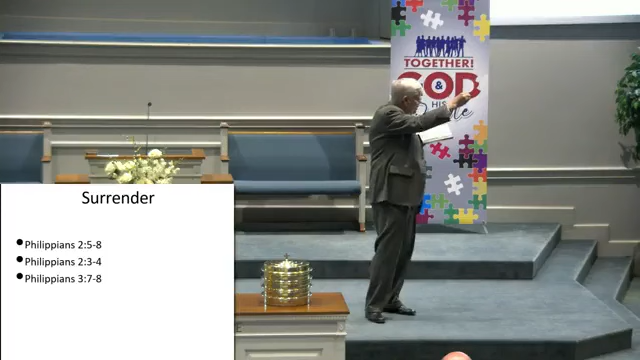 TOGETHER!
GOD
&
HIS
Surrender
Philippians 2:5-8
Philippians 2:3-4
Philippians 3:7-8